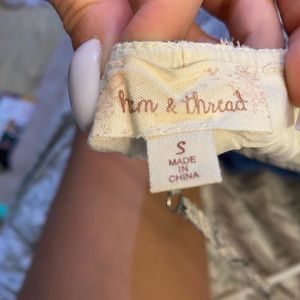 hem & thread
S
MADE IN
CHINA